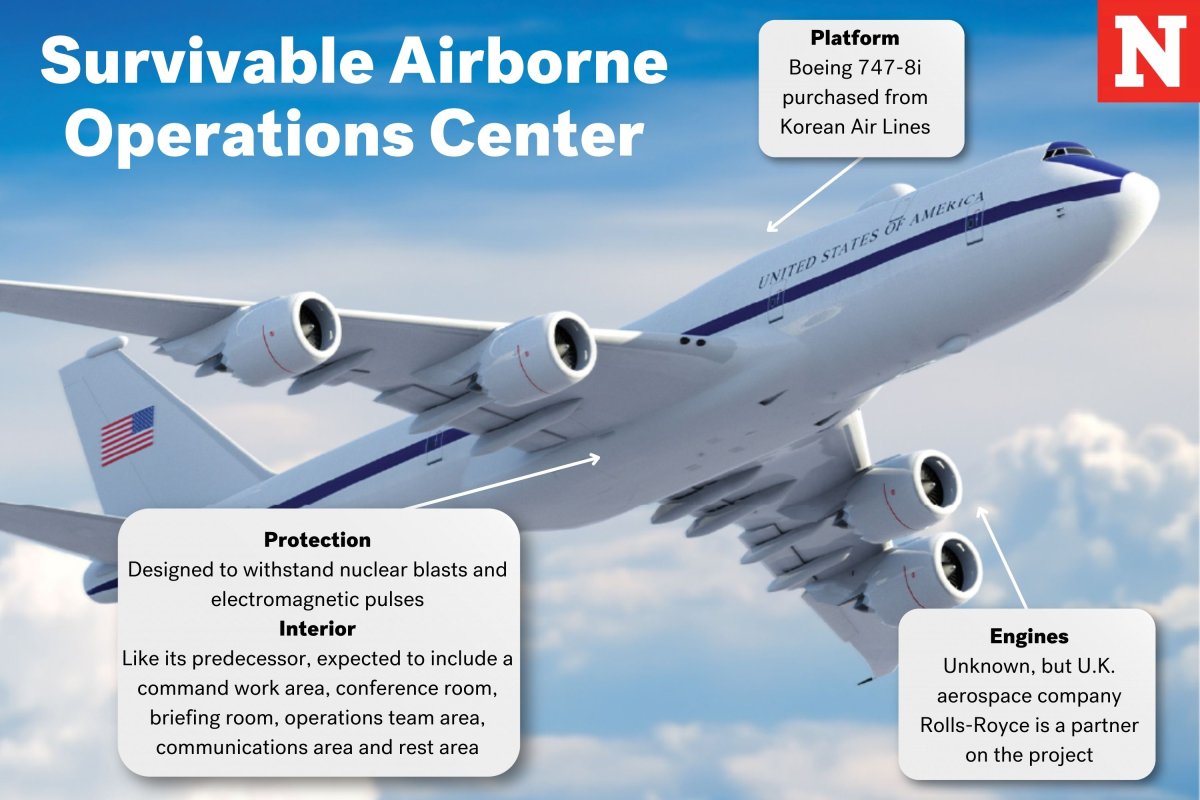 Survivable Airborne
Operations Center
Platform
Boeing 747-8i
purchased from
Korean Air Lines
N
UNITED STATES OF AMERICA
Protection
Designed to withstand nuclear blasts and
electromagnetic pulses
Interior
Like its predecessor, expected to include a
command work area, conference room,
briefing room, operations team area,
communications area and rest area
Engines
Unknown, but U.K.
aerospace company
Rolls-Royce is a partner
on the project